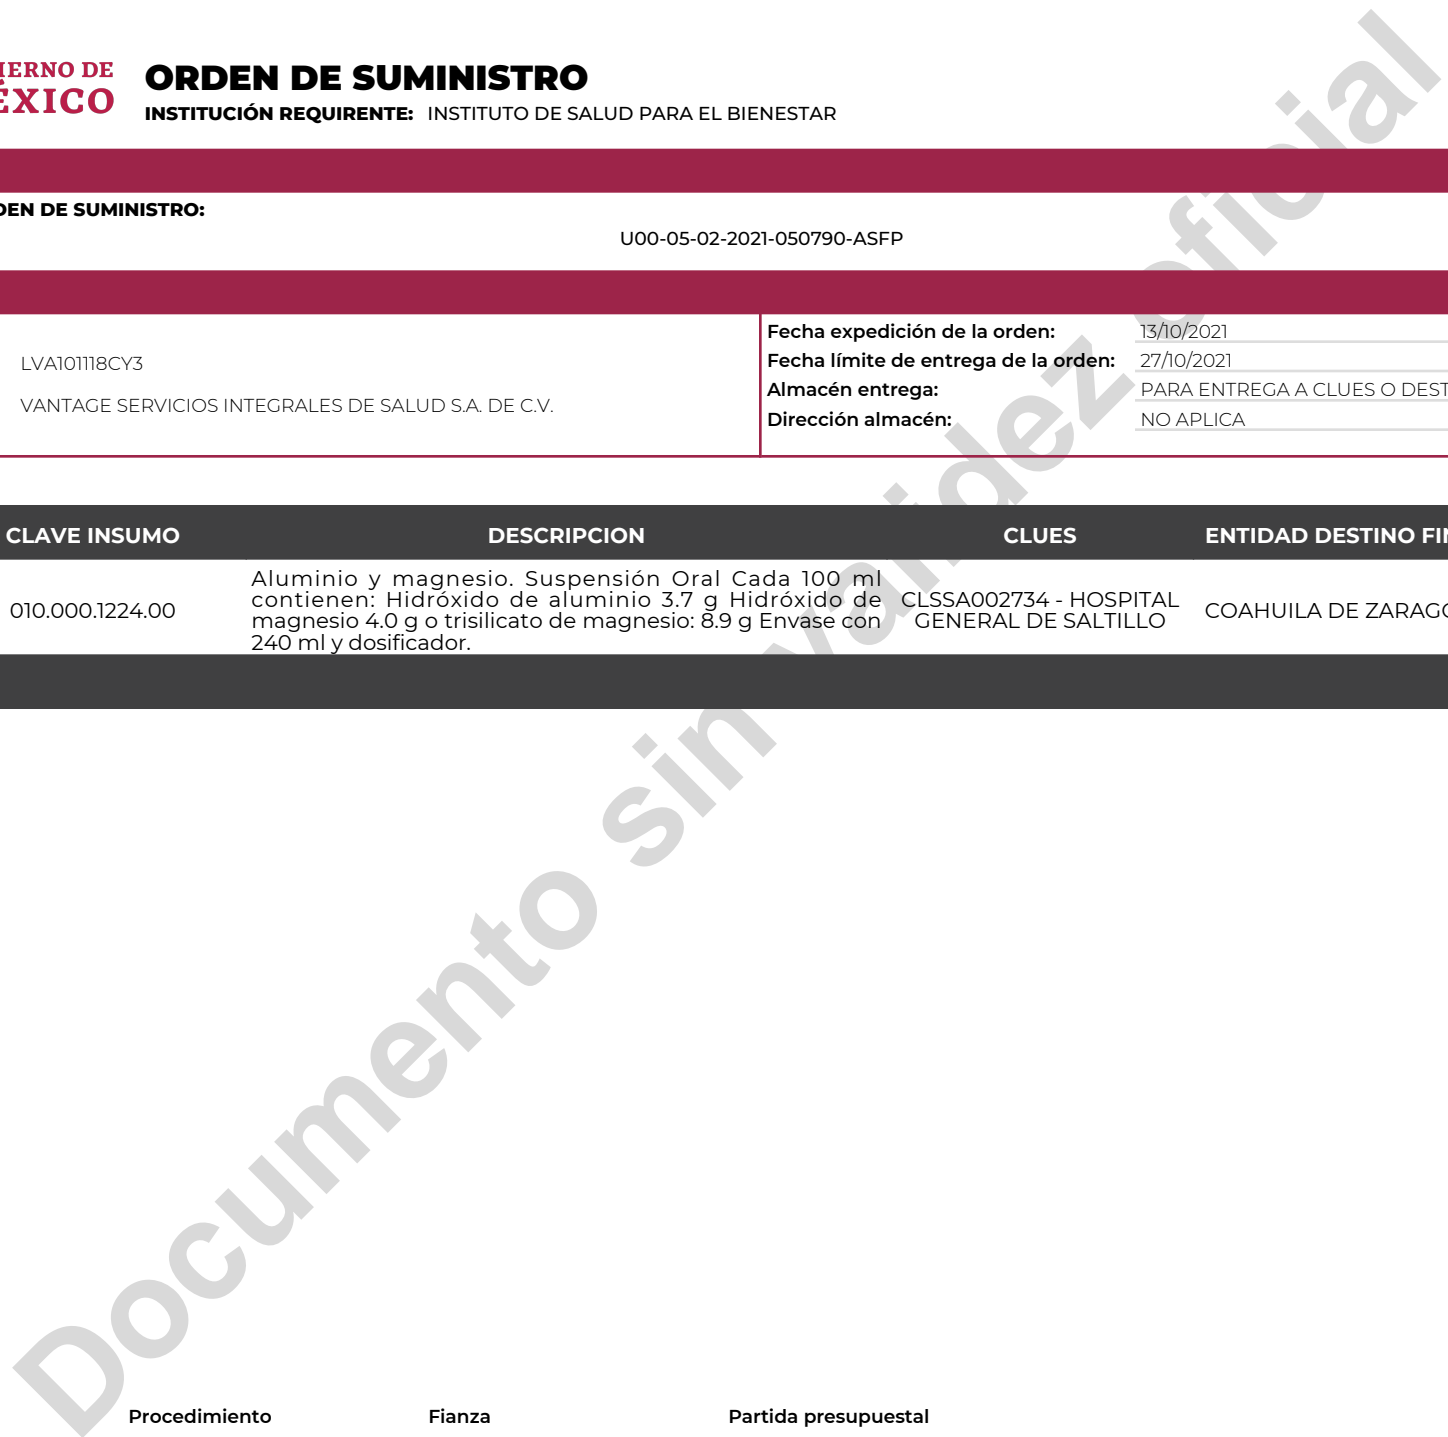 IERNO DE
ÉXICO
ORDEN DE SUMINISTRO
INSTITUCIÓN REQUIRENTE: INSTITUTO DE SALUD PARA EL BIENESTAR
DEN DE SUMINISTRO:
U00-05-02-2021-050790-ASFP
LVA101118CY3
VANTAGE SERVICIOS INTEGRALES DE SALUD S.A. DE C.V.
Fecha expedición de la orden: 13/10/2021
Fecha límite de entrega de la orden: 27/10/2021
Almacén entrega: PARA ENTREGA A CLUES O DEST
Dirección almacén: NO APLICA
CLAVE INSUMO DESCRIPCION CLUES ENTIDAD DESTINO FIN
010.000.1224.00
Aluminio y magnesio. Suspensión Oral Cada 100 ml
contienen: Hidróxido de aluminio 3.7 g Hidróxido de
magnesio 4.0 g o trisilicato de magnesio: 8.9 g Envase con
240 ml y dosificador.
CLSSA002734 - HOSPITAL
GENERAL DE SALTILLO
COAHUILA DE ZARAGO
Documento sin validez oficial
Procedimiento Fianza Partida presupuestal